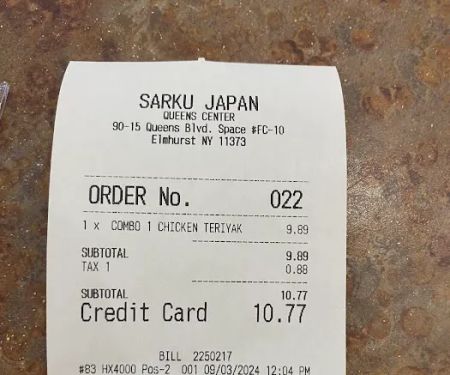 SARKU JAPAN
QUEENS CENTER
90-15 Queens Blvd. Space #FC-10
Elmhurst NY 11373
ORDER No. 022
1 x COMBO 1 CHICKEN TERIYAK 9.89
SUBTOTAL 9.89
TAX 1 0.88
SUBTOTAL 10.77
Credit Card 10.77
BILL 2250217
#83 HX4000 Pos-2 001 09/03/2024 12:04 PM